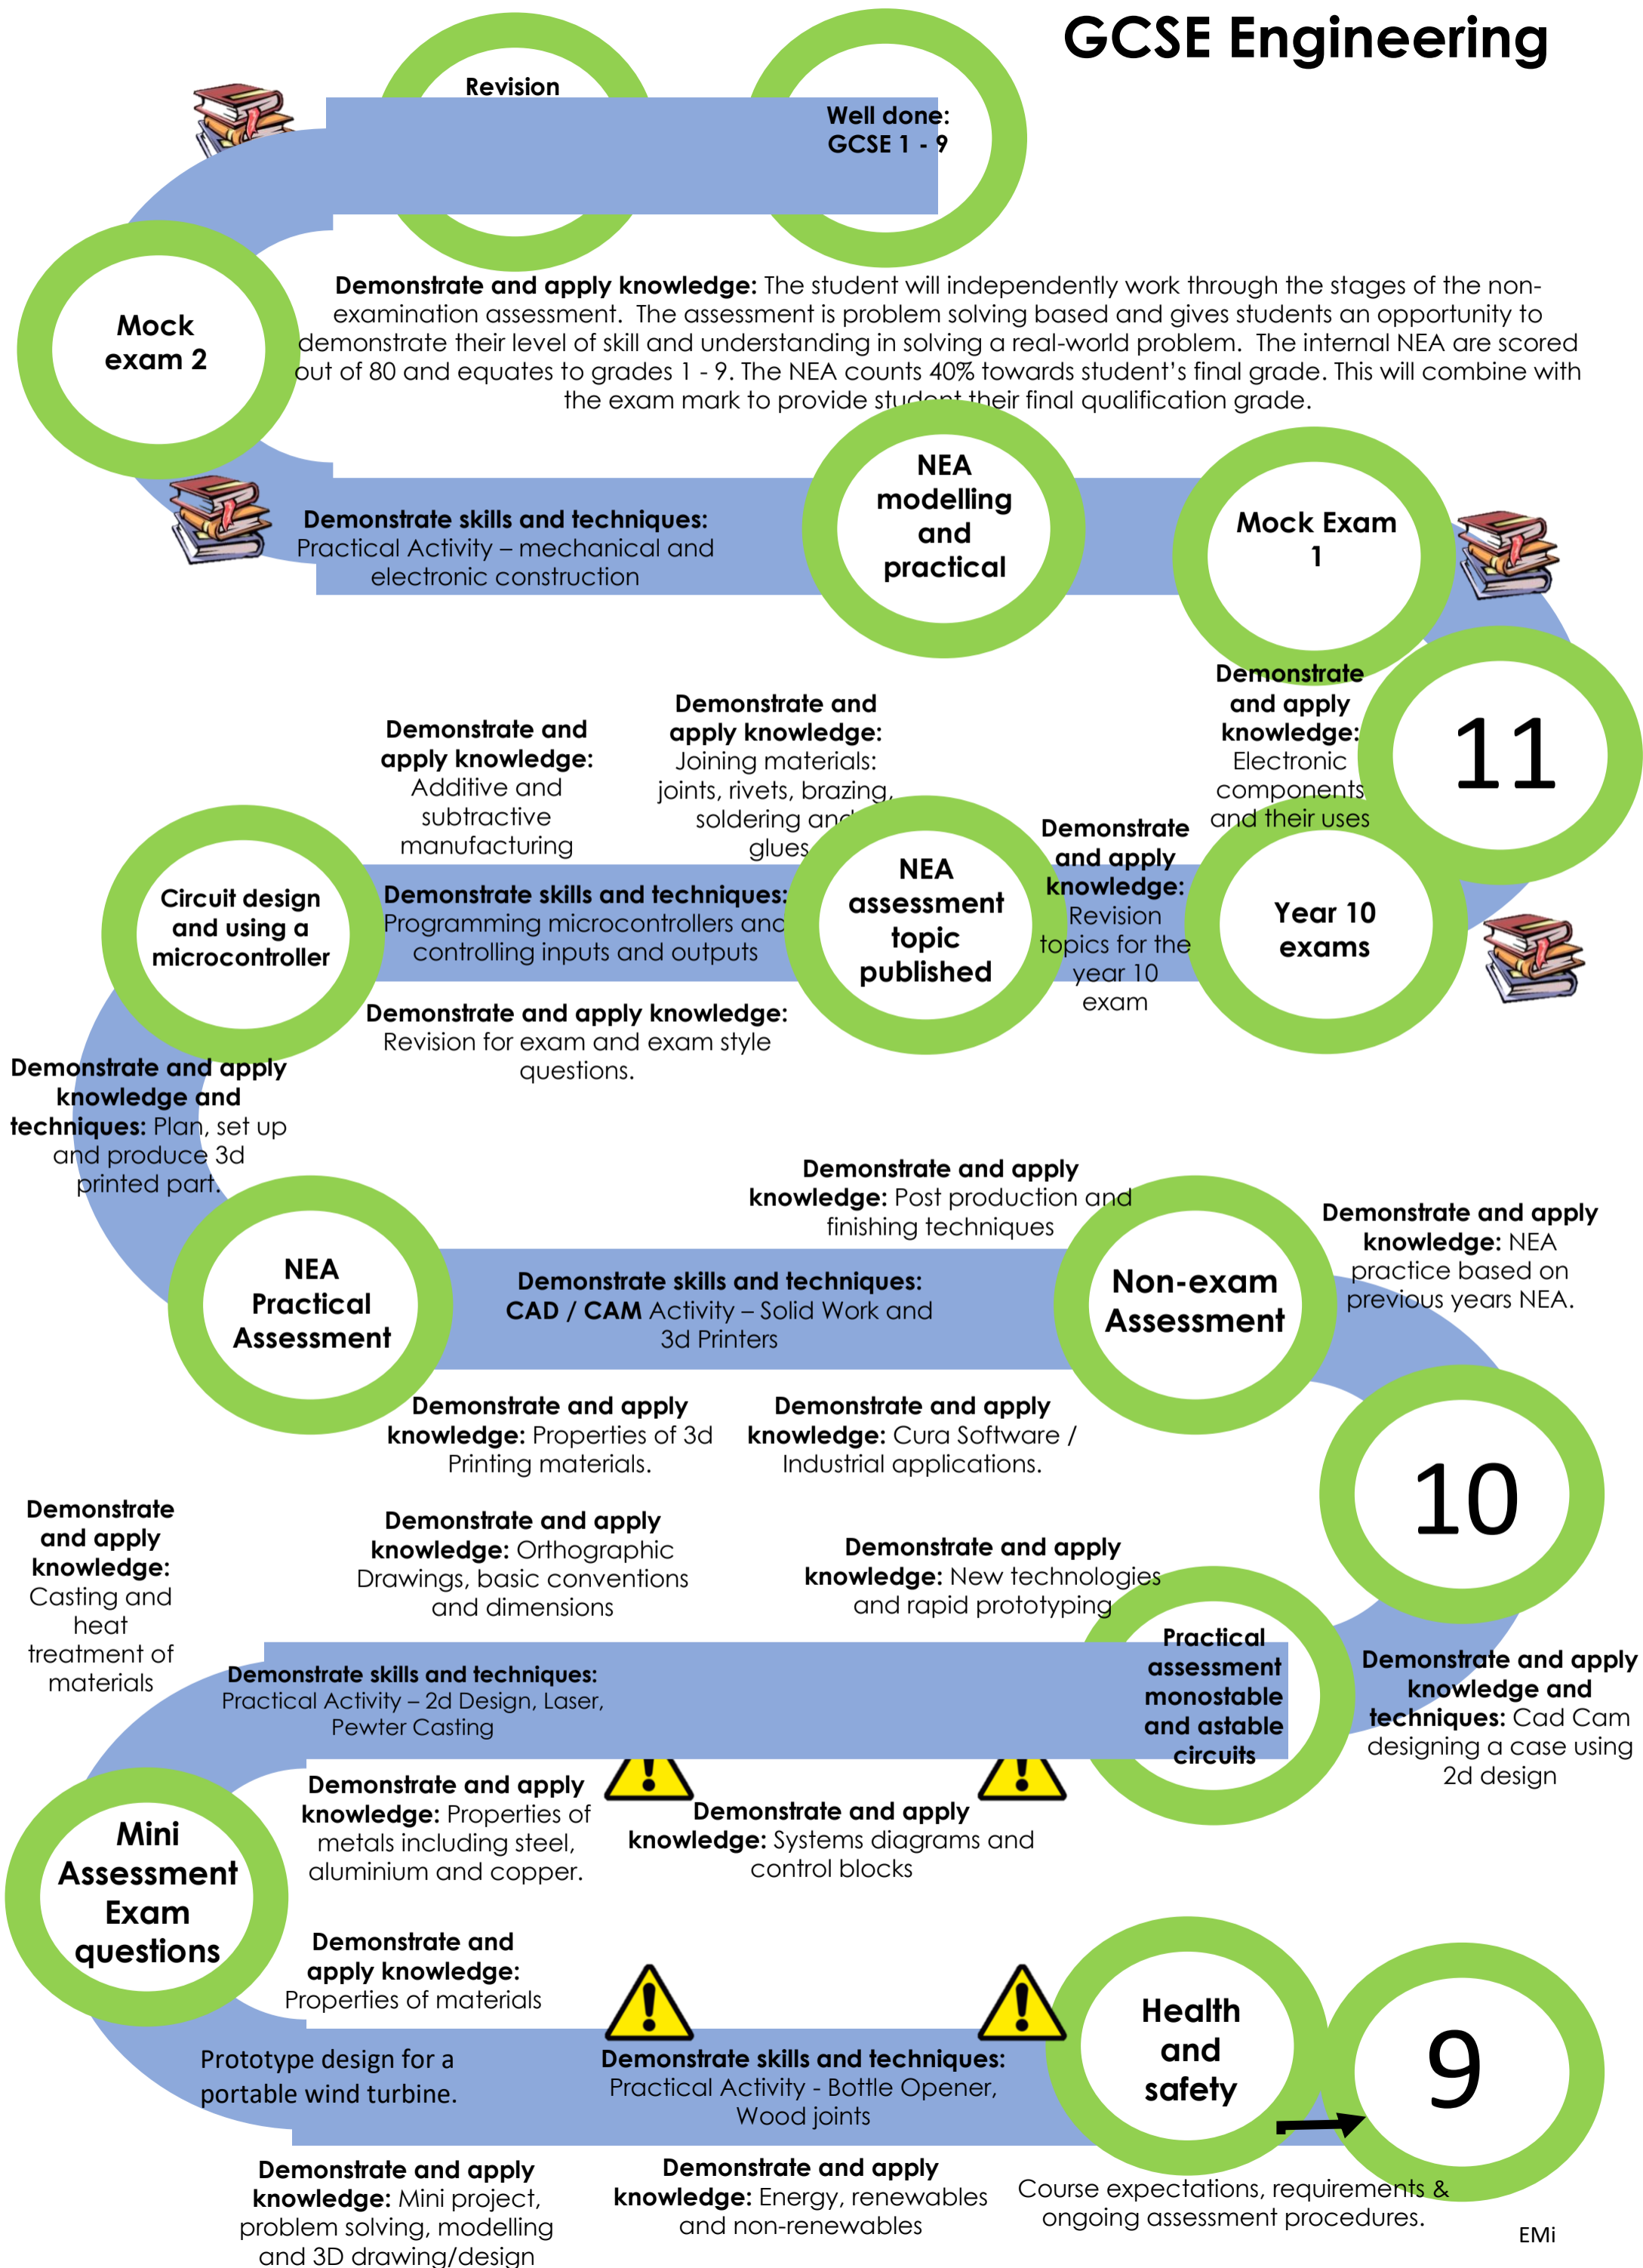 GCSE Engineering
Revision
Well done:
GCSE 1 - 9
Mock
exam 2
Demonstrate and apply knowledge: The student will independently work through the stages of the non-
examination assessment.  The assessment is problem solving based and gives students an opportunity to
demonstrate their level of skill and understanding in solving a real-world problem.  The internal NEA are scored
out of 80 and equates to grades 1 - 9. The NEA counts 40% towards student’s final grade. This will combine with
the exam mark to provide student their final qualification grade.
Demonstrate skills and techniques:
Practical Activity – mechanical and
electronic construction
NEA
modelling
and
practical
Mock Exam
1
11
Demonstrate
and apply
knowledge:
Electronic
components
and their uses
Demonstrate and
apply knowledge:
Joining materials:
joints, rivets, brazing,
soldering and
glues
Demonstrate and
apply knowledge:
Additive and
subtractive
manufacturing
Circuit design
and using a
microcontroller
Demonstrate skills and techniques:
Programming microcontrollers and
controlling inputs and outputs
NEA
assessment
topic
published
Demonstrate
and apply
knowledge:
Revision
topics for the
year 10
exam
Year 10
exams
Demonstrate and apply knowledge:
Revision for exam and exam style
questions.
Demonstrate and apply
knowledge and
techniques: Plan, set up
and produce 3d
printed part.
NEA
Practical
Assessment
Demonstrate and apply
knowledge: Post production and
finishing techniques
Demonstrate skills and techniques:
CAD / CAM Activity – Solid Work and
3d Printers
Non-exam
Assessment
Demonstrate and apply
knowledge: NEA
practice based on
previous years NEA.
Demonstrate and apply
knowledge: Properties of 3d
Printing materials.
Demonstrate and apply
knowledge: Cura Software /
Industrial applications.
10
Demonstrate
and apply
knowledge:
Casting and
heat
treatment of
materials
Demonstrate and apply
knowledge: Orthographic
Drawings, basic conventions
and dimensions
Demonstrate and apply
knowledge: New technologies
and rapid prototyping
Demonstrate skills and techniques:
Practical Activity – 2d Design, Laser,
Pewter Casting
Practical
assessment
monostable
and astable
circuits
Demonstrate and apply
knowledge and
techniques: Cad Cam
designing a case using
2d design
Demonstrate and apply
knowledge: Properties of
metals including steel,
aluminium and copper.
Demonstrate and apply
knowledge: Systems diagrams and
control blocks
Mini
Assessment
Exam
questions
Demonstrate and
apply knowledge:
Properties of materials
Prototype design for a
portable wind turbine.
Demonstrate skills and techniques:
Practical Activity - Bottle Opener,
Wood joints
Health
and
safety
9
Demonstrate and apply
knowledge: Mini project,
problem solving, modelling
and 3D drawing/design
Demonstrate and apply
knowledge: Energy, renewables
and non-renewables
Course expectations, requirements &
ongoing assessment procedures.
EMi